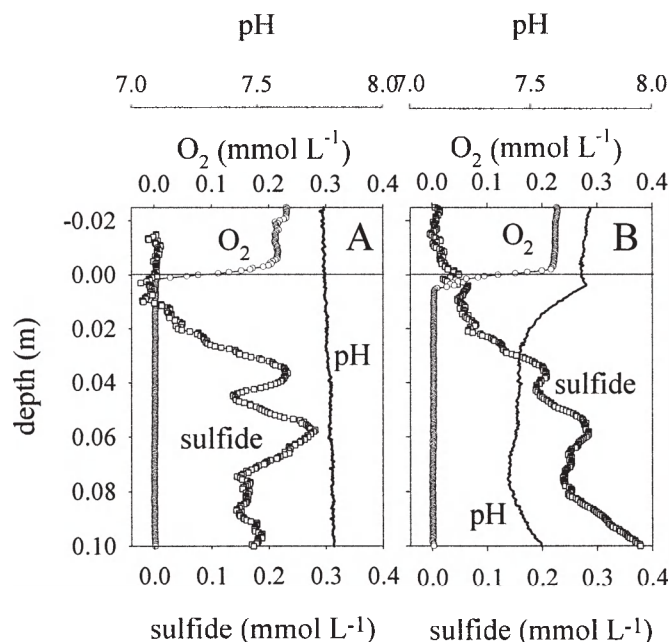 pH pH
7.0 7.5 8.0 7.0 7.5 8.0
O₂ (mmol L⁻¹) O₂ (mmol L⁻¹)
0.0 0.1 0.2 0.3 0.4 0.0 0.1 0.2 0.3 0.4
-0.02
O₂ A O₂ B
0.00
0.02
pH
0.04
sulfide
depth (m)
sulfide
0.06
0.08
pH
0.10
0.0 0.1 0.2 0.3 0.4 0.0 0.1 0.2 0.3 0.4
sulfide (mmol L⁻¹) sulfide (mmol L⁻¹)